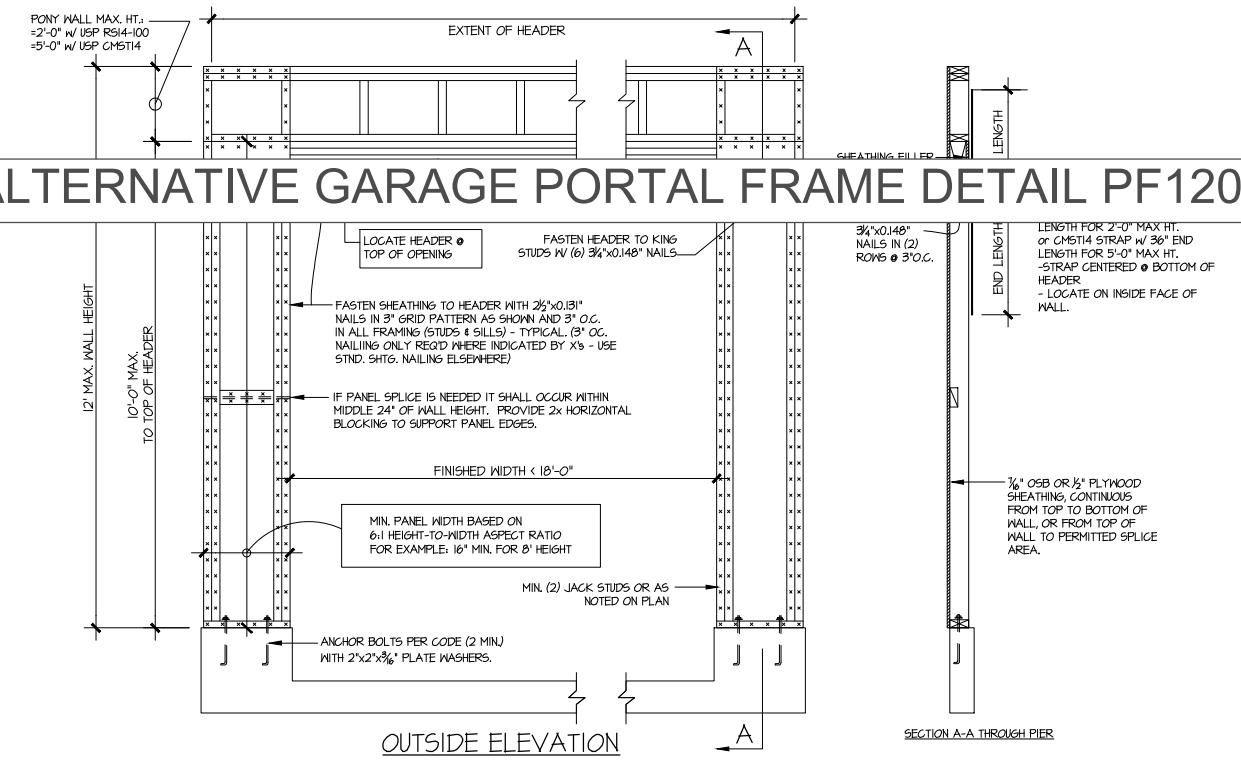 PONY WALL MAX. HT.:
=2'-0" W/ USP RS14-100
=5'-0" W/ USP CMST14
EXTENT OF HEADER
A
LENGTH
SHEATHING FILLER
ALTERNATIVE GARAGE PORTAL FRAME DETAIL PF120
LOCATE HEADER @
TOP OF OPENING
FASTEN HEADER TO KING
STUDS W/ (6) 3¼"x0.148" NAILS
3¼"x0.148"
NAILS IN (2)
ROWS @ 3"O.C.
END LENGTH
LENGTH FOR 2'-0" MAX HT.
or CMST14 STRAP w/ 36" END
LENGTH FOR 5'-0" MAX HT.
-STRAP CENTERED @ BOTTOM OF
HEADER
- LOCATE ON INSIDE FACE OF
WALL.
12' MAX. WALL HEIGHT
10'-0" MAX.
TO TOP OF HEADER
FASTEN SHEATHING TO HEADER WITH 2½"x0.131"
NAILS IN 3" GRID PATTERN AS SHOWN AND 3" O.C.
IN ALL FRAMING (STUDS & SILLS) - TYPICAL. (3" OC.
NAILING ONLY REQ'D WHERE INDICATED BY X's - USE
STND. SHTG. NAILING ELSEWHERE)
IF PANEL SPLICE IS NEEDED IT SHALL OCCUR WITHIN
MIDDLE 24" OF WALL HEIGHT. PROVIDE 2x HORIZONTAL
BLOCKING TO SUPPORT PANEL EDGES.
FINISHED WIDTH < 18'-0"
MIN. PANEL WIDTH BASED ON
6:1 HEIGHT-TO-WIDTH ASPECT RATIO
FOR EXAMPLE: 16" MIN. FOR 8' HEIGHT
7/16" OSB OR ½" PLYWOOD
SHEATHING, CONTINUOUS
FROM TOP TO BOTTOM OF
WALL, OR FROM TOP OF
WALL TO PERMITTED SPLICE
AREA.
MIN. (2) JACK STUDS OR AS
NOTED ON PLAN
ANCHOR BOLTS PER CODE (2 MIN.)
WITH 2"x2"x3/16" PLATE WASHERS.
A
OUTSIDE ELEVATION
SECTION A-A THROUGH PIER